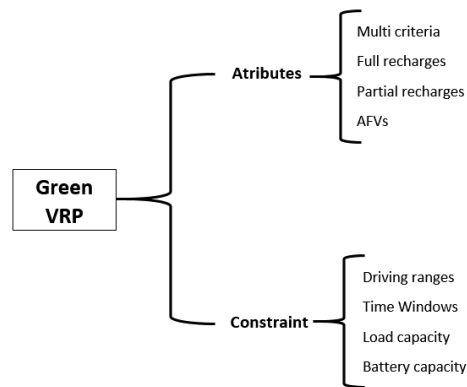 Green
VRP
Atributes
Multi criteria
Full recharges
Partial recharges
AFVs
Constraint
Driving ranges
Time Windows
Load capacity
Battery capacity